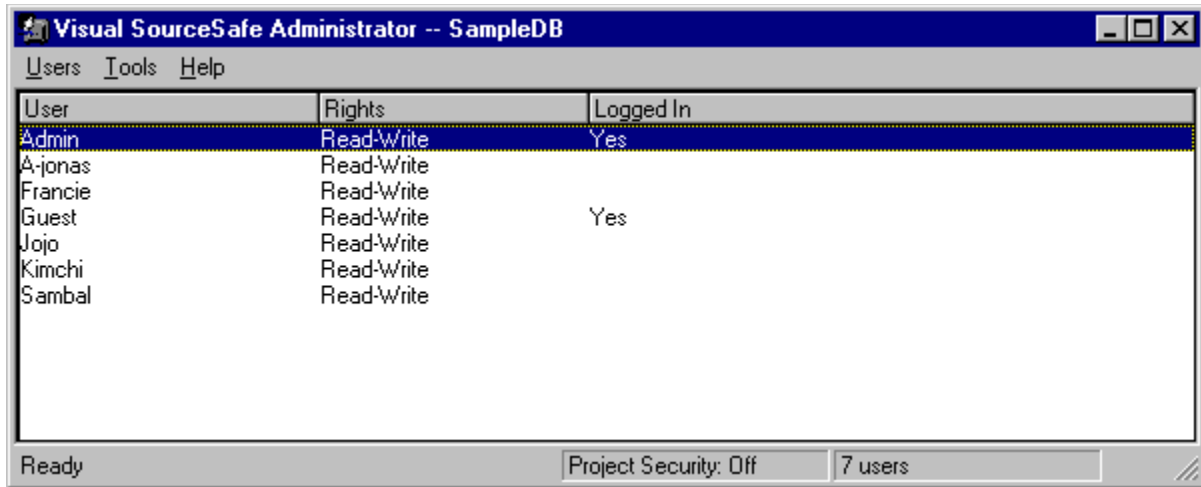 Visual SourceSafe Administrator -- SampleDB
Users Tools Help
User Rights Logged In
Admin Read-Write Yes
A-jonas Read-Write
Francie Read-Write
Guest Read-Write Yes
Jojo Read-Write
Kimchi Read-Write
Sambal Read-Write
Ready Project Security: Off 7 users